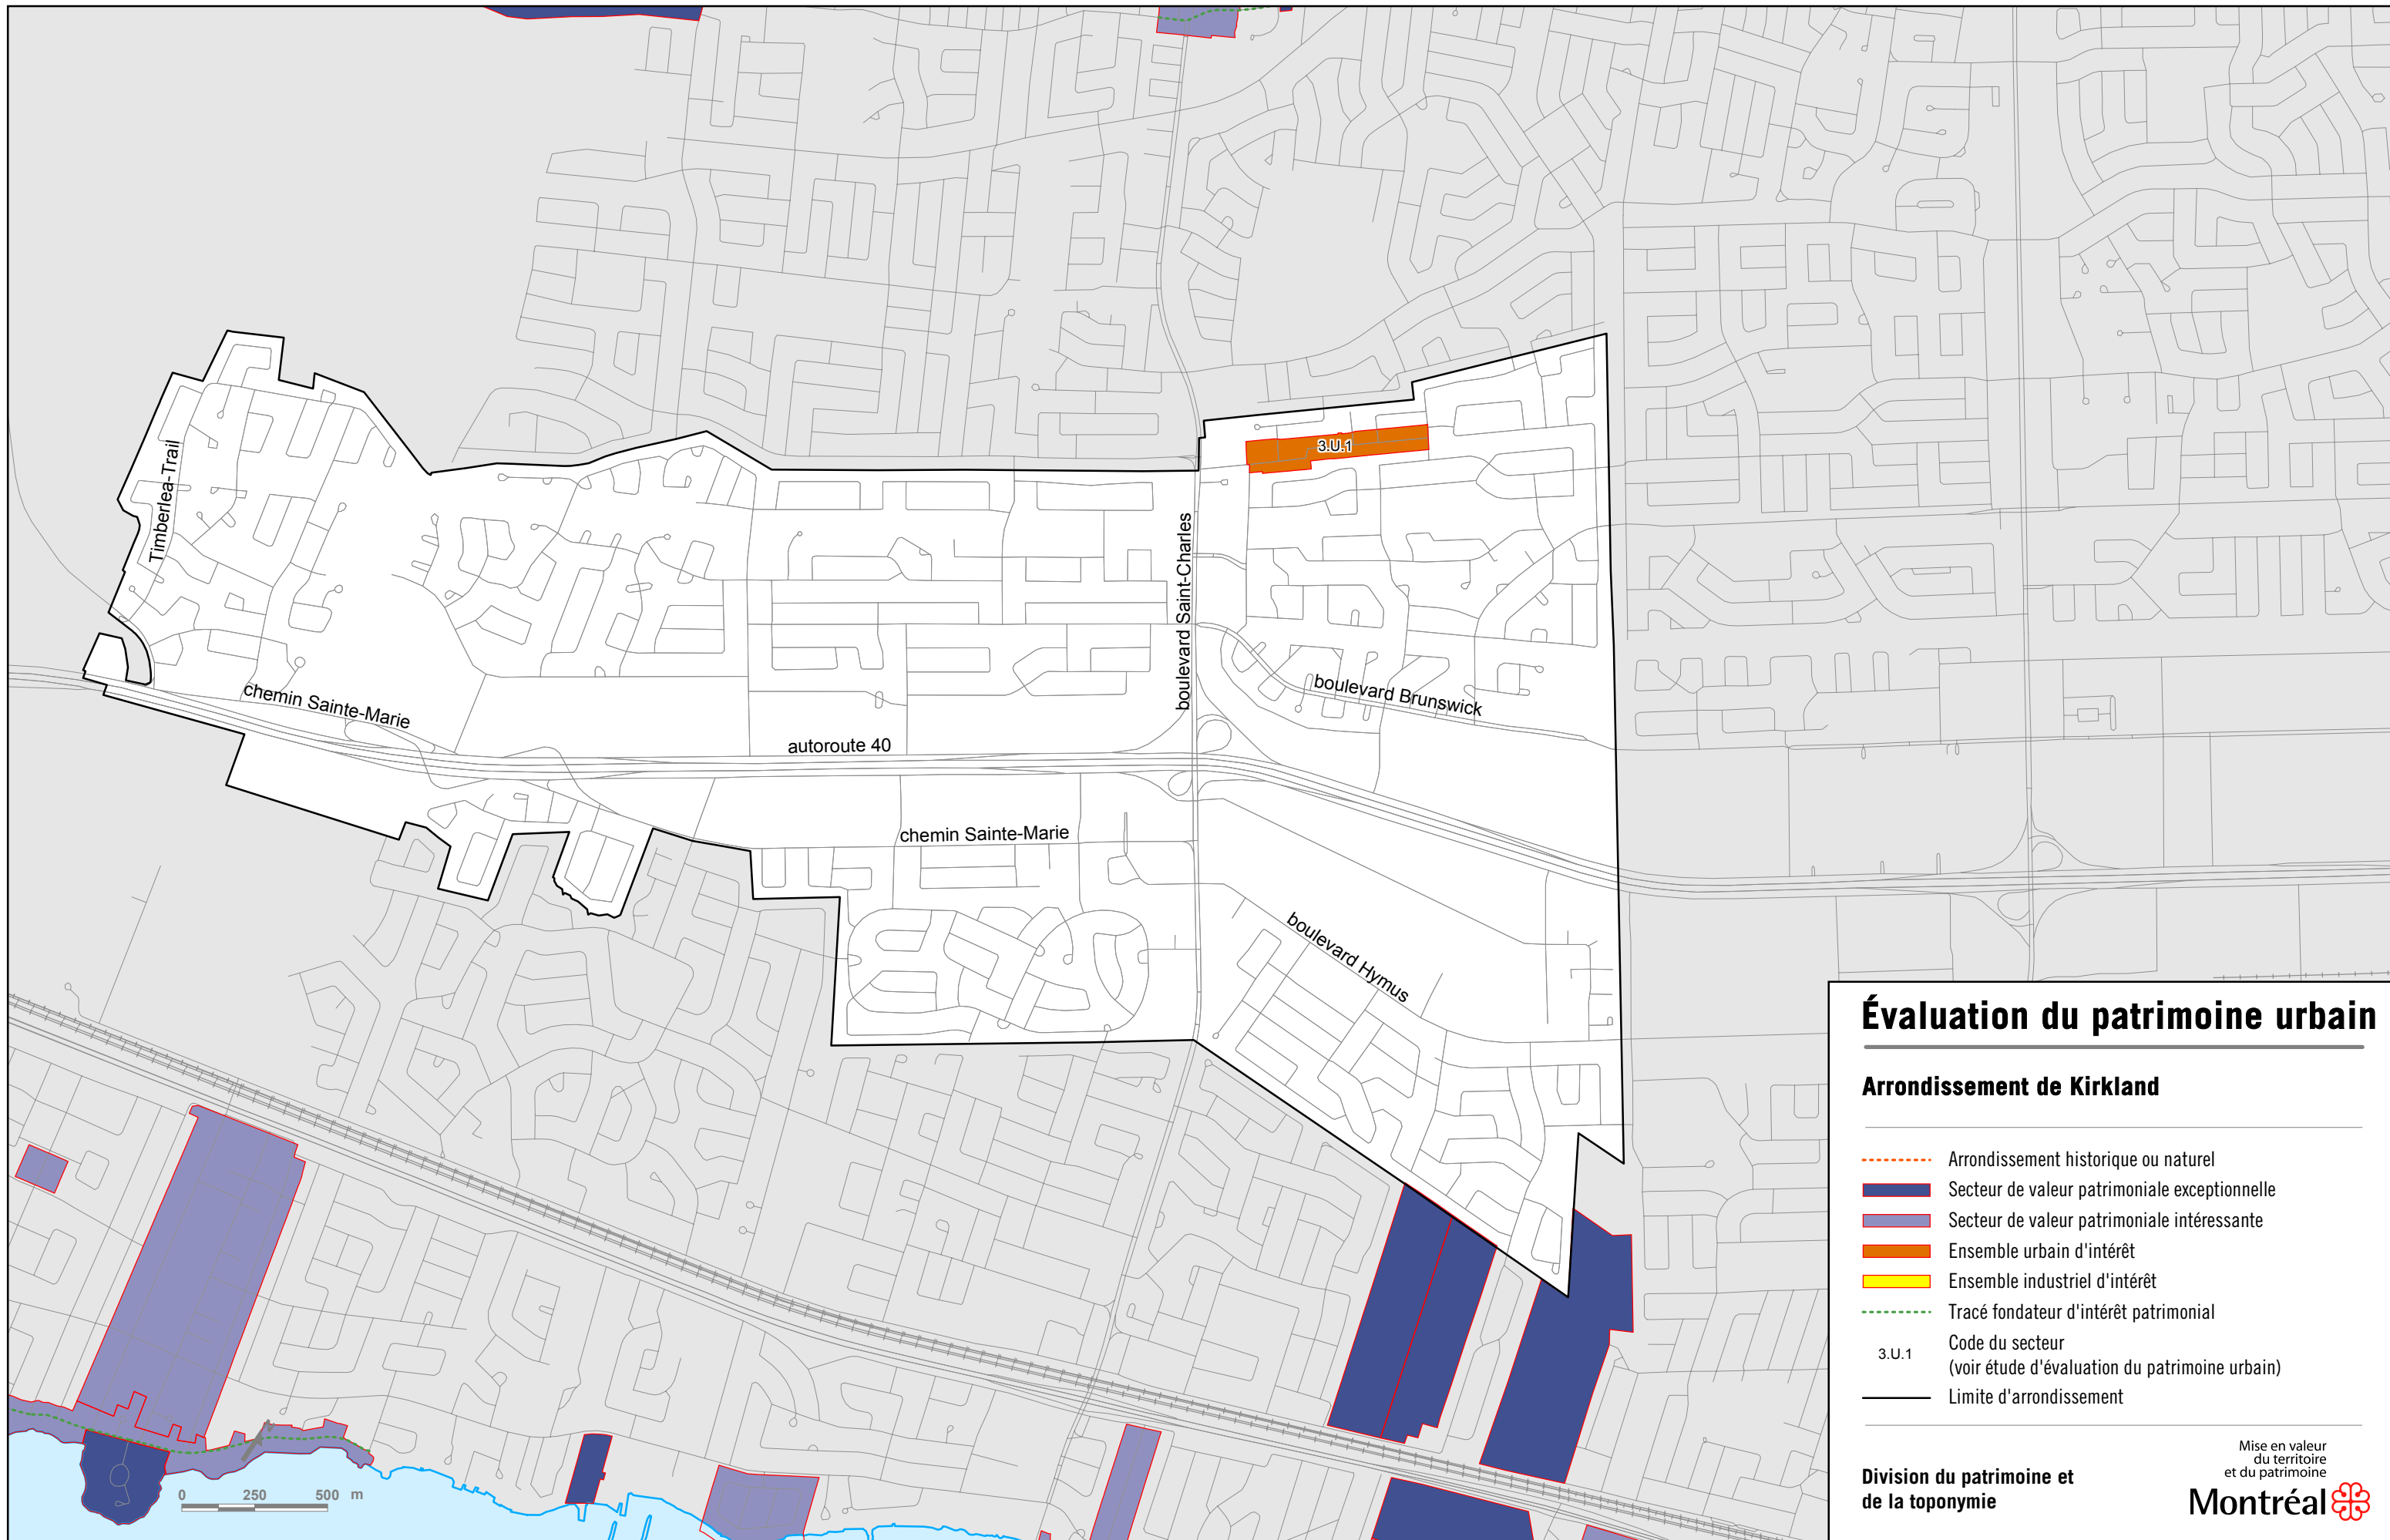 3.U.1
Timberlea-Trail
boulevard Saint-Charles
chemin Sainte-Marie
boulevard Brunswick
autoroute 40
chemin Sainte-Marie
boulevard Hymus
0 250 500 m
Évaluation du patrimoine urbain
Arrondissement de Kirkland
Arrondissement historique ou naturel
Secteur de valeur patrimoniale exceptionnelle
Secteur de valeur patrimoniale intéressante
Ensemble urbain d'intérêt
Ensemble industriel d'intérêt
Tracé fondateur d'intérêt patrimonial
3.U.1 Code du secteur
(voir étude d'évaluation du patrimoine urbain)
Limite d'arrondissement
Division du patrimoine et
de la toponymie
Mise en valeur
du territoire
et du patrimoine
Montréal